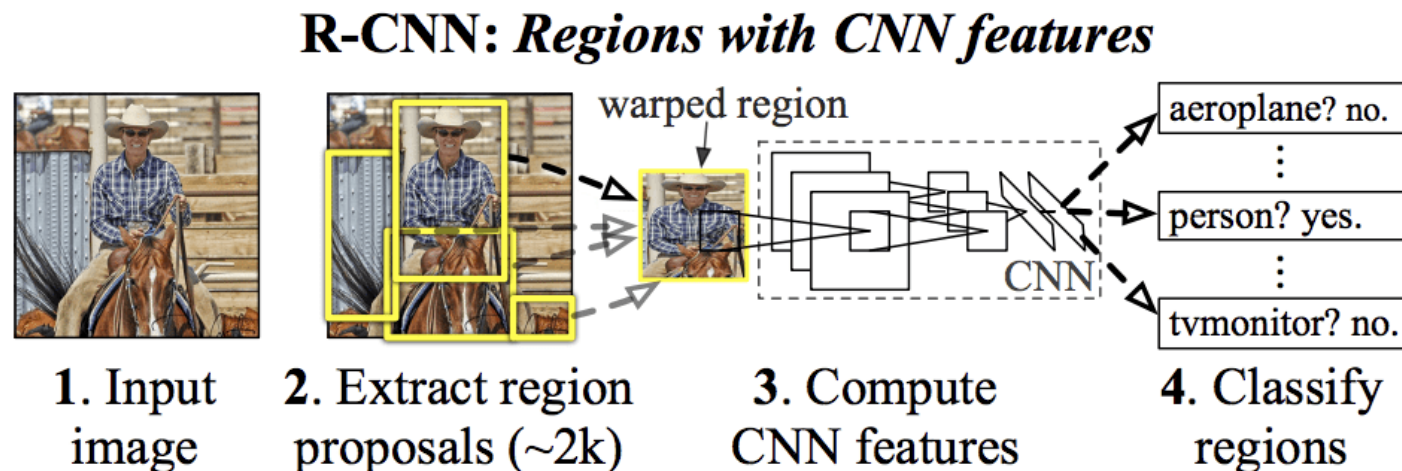 R-CNN: Regions with CNN features
warped region
aeroplane? no.
person? yes.
CNN
tvmonitor? no.
1. Input
image
2. Extract region
proposals (~2k)
3. Compute
CNN features
4. Classify
regions